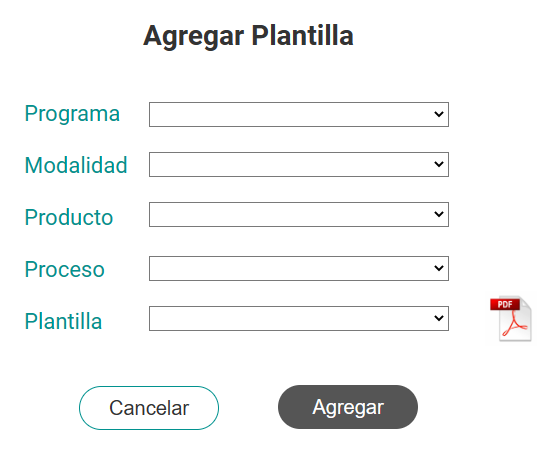 Agregar Plantilla
Programa
Modalidad
Producto
Proceso
Plantilla
PDF
Cancelar
Agregar